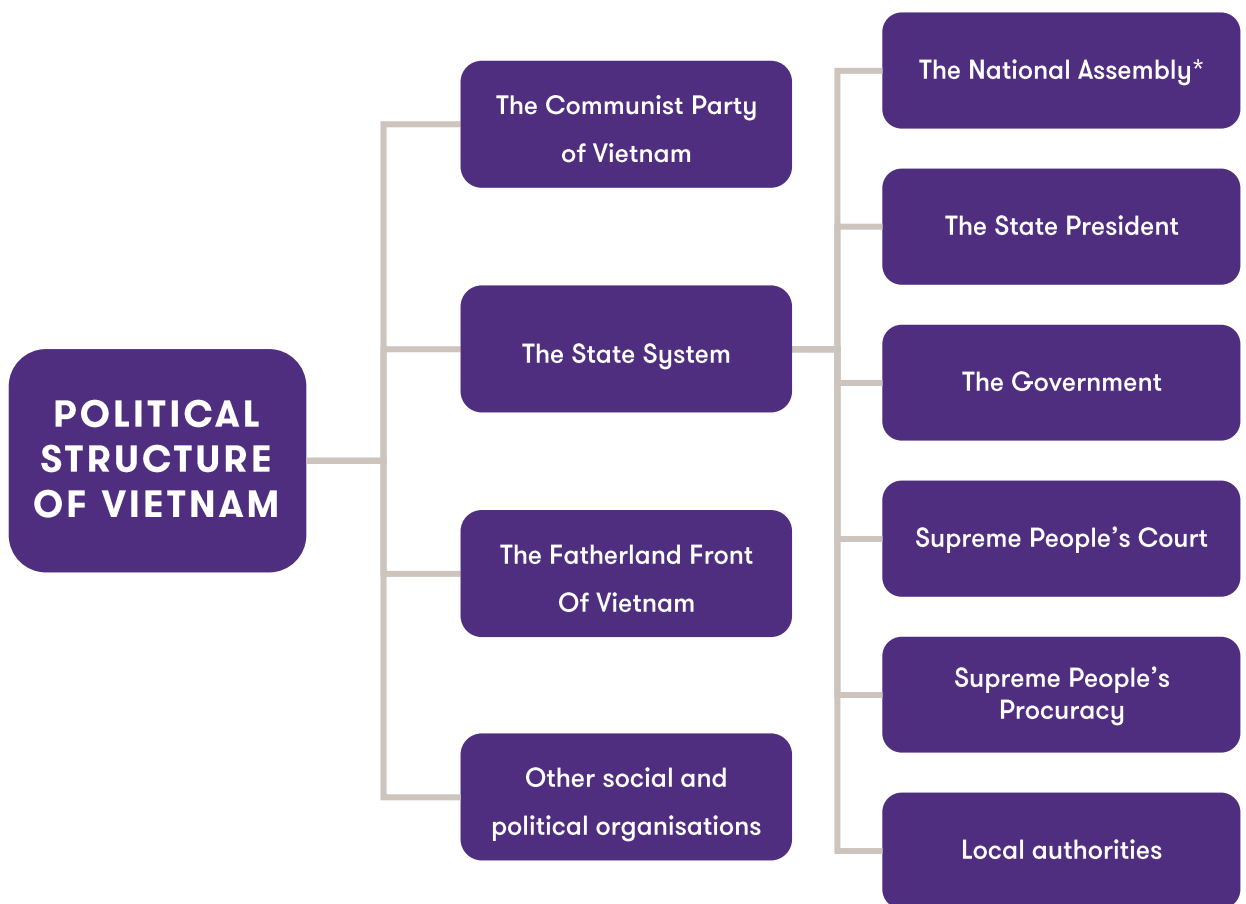 POLITICAL
STRUCTURE
OF VIETNAM
The Communist Party
of Vietnam
The State System
The Fatherland Front
Of Vietnam
Other social and
political organisations
The National Assembly*
The State President
The Government
Supreme People’s Court
Supreme People’s
Procuracy
Local authorities